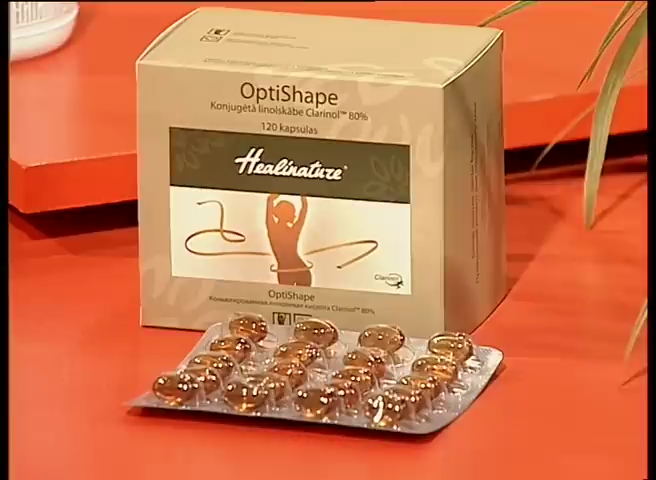 OptiShape
Konjugētā linolskābe Clarinol™ 80%
120 kapsulas
Healinature
Clarinol
OptiShape
Конъюгированная линолевая кислота Clarinol™ 80%